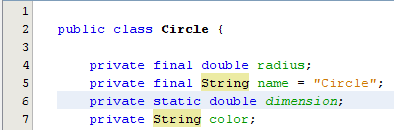 1
2 public class Circle {
3
4 private final double radius;
5 private final String name = "Circle";
6 private static double dimension;
7 private String color;